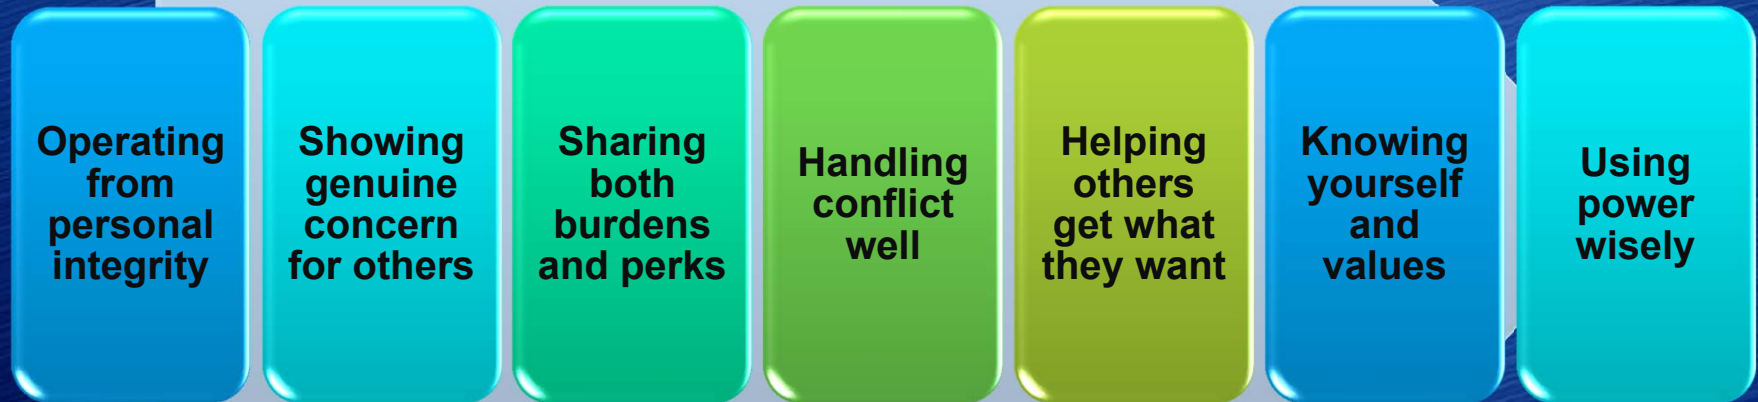 Operating
from
personal
integrity
Showing
genuine
concern
for others
Sharing
both
burdens
and perks
Handling
conflict
well
Helping
others
get what
they want
Knowing
yourself
and
values
Using
power
wisely